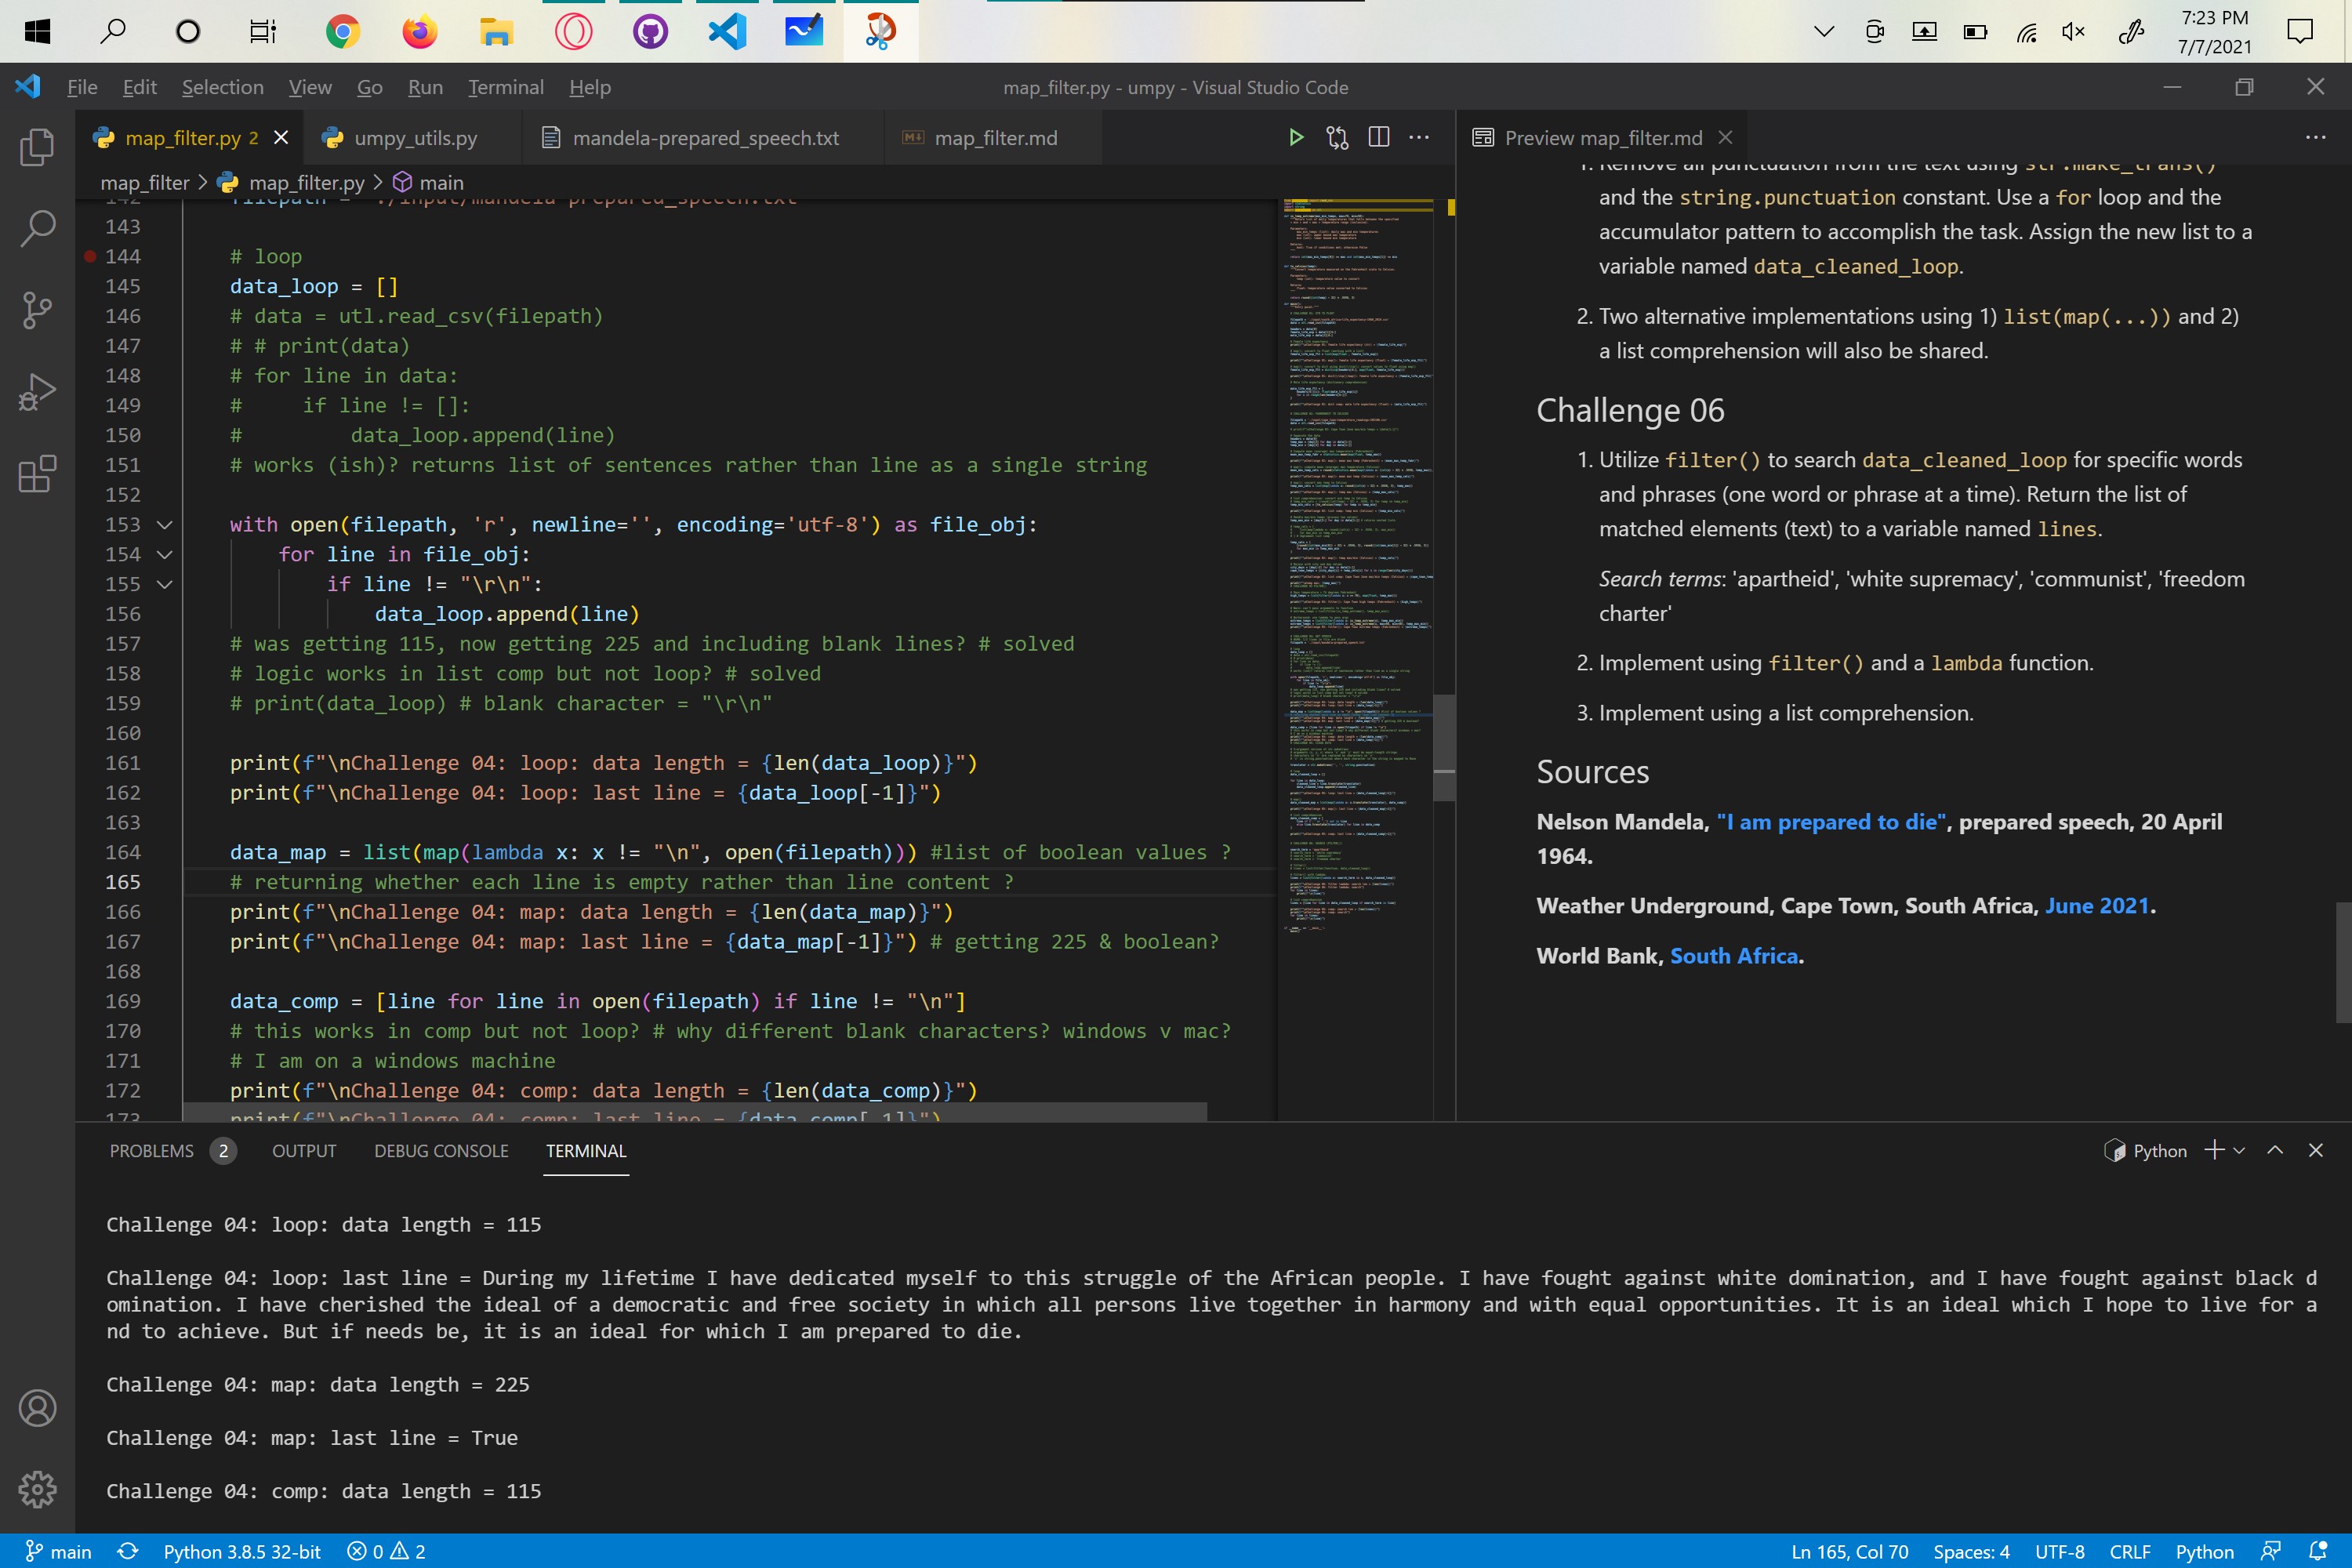 7:23 PM
7/7/2021
File Edit Selection View Go Run Terminal Help
map_filter.py - umpy - Visual Studio Code
map_filter.py 2
umpy_utils.py
mandela-prepared_speech.txt
map_filter.md
Preview map_filter.md
map_filter > map_filter.py > main
143
144 # loop
145 data_loop = []
146 # data = utl.read_csv(filepath)
147 # # print(data)
148 # for line in data:
149 #     if line != []:
150 #         data_loop.append(line)
151 # works (ish)? returns list of sentences rather than line as a single string
152
153 with open(filepath, 'r', newline='', encoding='utf-8') as file_obj:
154     for line in file_obj:
155         if line != "\r\n":
156             data_loop.append(line)
157 # was getting 115, now getting 225 and including blank lines? # solved
158 # logic works in list comp but not loop? # solved
159 # print(data_loop) # blank character = "\r\n"
160
161 print(f"\nChallenge 04: loop: data length = {len(data_loop)}")
162 print(f"\nChallenge 04: loop: last line = {data_loop[-1]}")
163
164 data_map = list(map(lambda x: x != "\n", open(filepath))) #list of boolean values ?
165 # returning whether each line is empty rather than line content ?
166 print(f"\nChallenge 04: map: data length = {len(data_map)}")
167 print(f"\nChallenge 04: map: last line = {data_map[-1]}") # getting 225 & boolean?
168
169 data_comp = [line for line in open(filepath) if line != "\n"]
170 # this works in comp but not loop? # why different blank characters? windows v mac?
171 # I am on a windows machine
172 print(f"\nChallenge 04: comp: data length = {len(data_comp)}")
173 print(f"\nChallenge 04: comp: last line = {data_comp[-1]}")
1. Remove all punctuation from the text using str.make_trans()
and the string.punctuation constant. Use a for loop and the
accumulator pattern to accomplish the task. Assign the new list to a
variable named data_cleaned_loop.
2. Two alternative implementations using 1) list(map(...)) and 2)
a list comprehension will also be shared.
Challenge 06
1. Utilize filter() to search data_cleaned_loop for specific words
and phrases (one word or phrase at a time). Return the list of
matched elements (text) to a variable named lines.
Search terms: 'apartheid', 'white supremacy', 'communist', 'freedom
charter'
2. Implement using filter() and a lambda function.
3. Implement using a list comprehension.
Sources
Nelson Mandela, "I am prepared to die", prepared speech, 20 April
1964.
Weather Underground, Cape Town, South Africa, June 2021.
World Bank, South Africa.
PROBLEMS 2 OUTPUT DEBUG CONSOLE TERMINAL
Python
Challenge 04: loop: data length = 115
Challenge 04: loop: last line = During my lifetime I have dedicated myself to this struggle of the African people. I have fought against white domination, and I have fought against black d
omination. I have cherished the ideal of a democratic and free society in which all persons live together in harmony and with equal opportunities. It is an ideal which I hope to live for a
nd to achieve. But if needs be, it is an ideal for which I am prepared to die.
Challenge 04: map: data length = 225
Challenge 04: map: last line = True
Challenge 04: comp: data length = 115
main
Python 3.8.5 32-bit
0 2
Ln 165, Col 70 Spaces: 4 UTF-8 CRLF Python